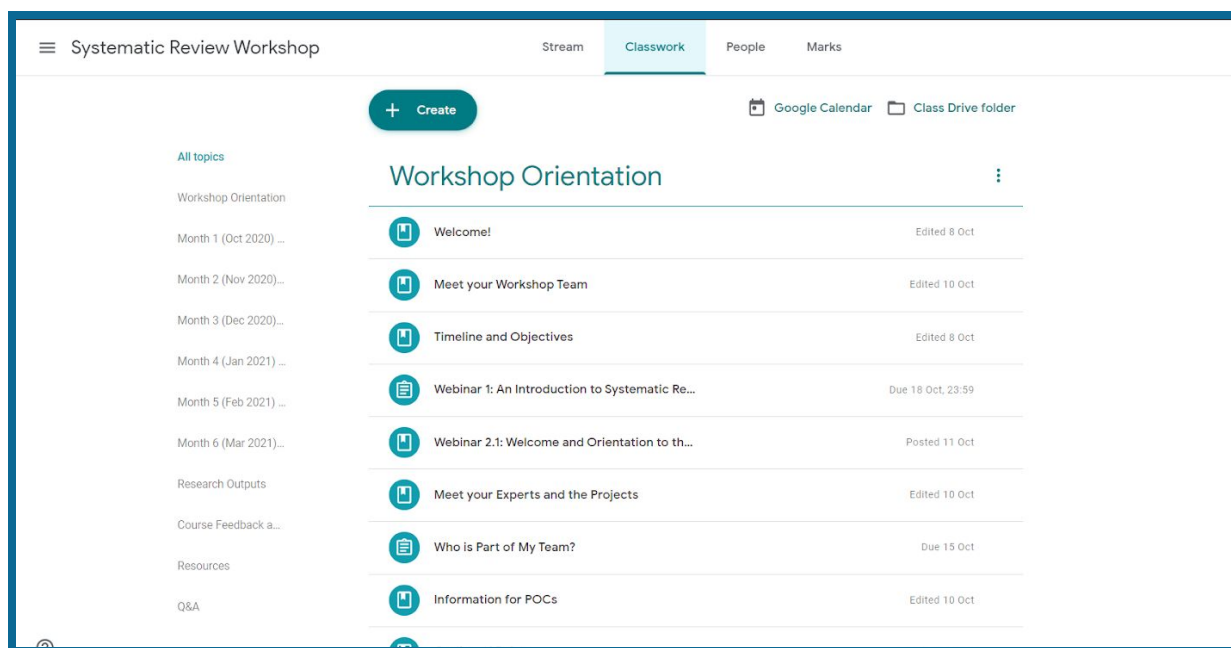 Systematic Review Workshop
Stream
Classwork
People
Marks
+ Create
Google Calendar
Class Drive folder
All topics
Workshop Orientation
Month 1 (Oct 2020) ...
Month 2 (Nov 2020)...
Month 3 (Dec 2020)...
Month 4 (Jan 2021) ...
Month 5 (Feb 2021) ...
Month 6 (Mar 2021)...
Research Outputs
Course Feedback a...
Resources
Q&A
Workshop Orientation
Welcome!
Edited 8 Oct
Meet your Workshop Team
Edited 10 Oct
Timeline and Objectives
Edited 8 Oct
Webinar 1: An Introduction to Systematic Re...
Due 18 Oct, 23:59
Webinar 2.1: Welcome and Orientation to th...
Posted 11 Oct
Meet your Experts and the Projects
Edited 10 Oct
Who is Part of My Team?
Due 15 Oct
Information for POCs
Edited 10 Oct